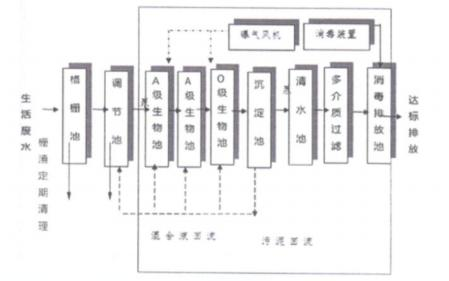 曝气风机
消毒装置
生活废水
格栅池
调节池
泵
A级生物池
A级生物池
O级生物池
沉淀池
泵
清水池
多介质过滤
消毒排放池
达标排放
栅渣定期清理
混合液回流
污泥回流